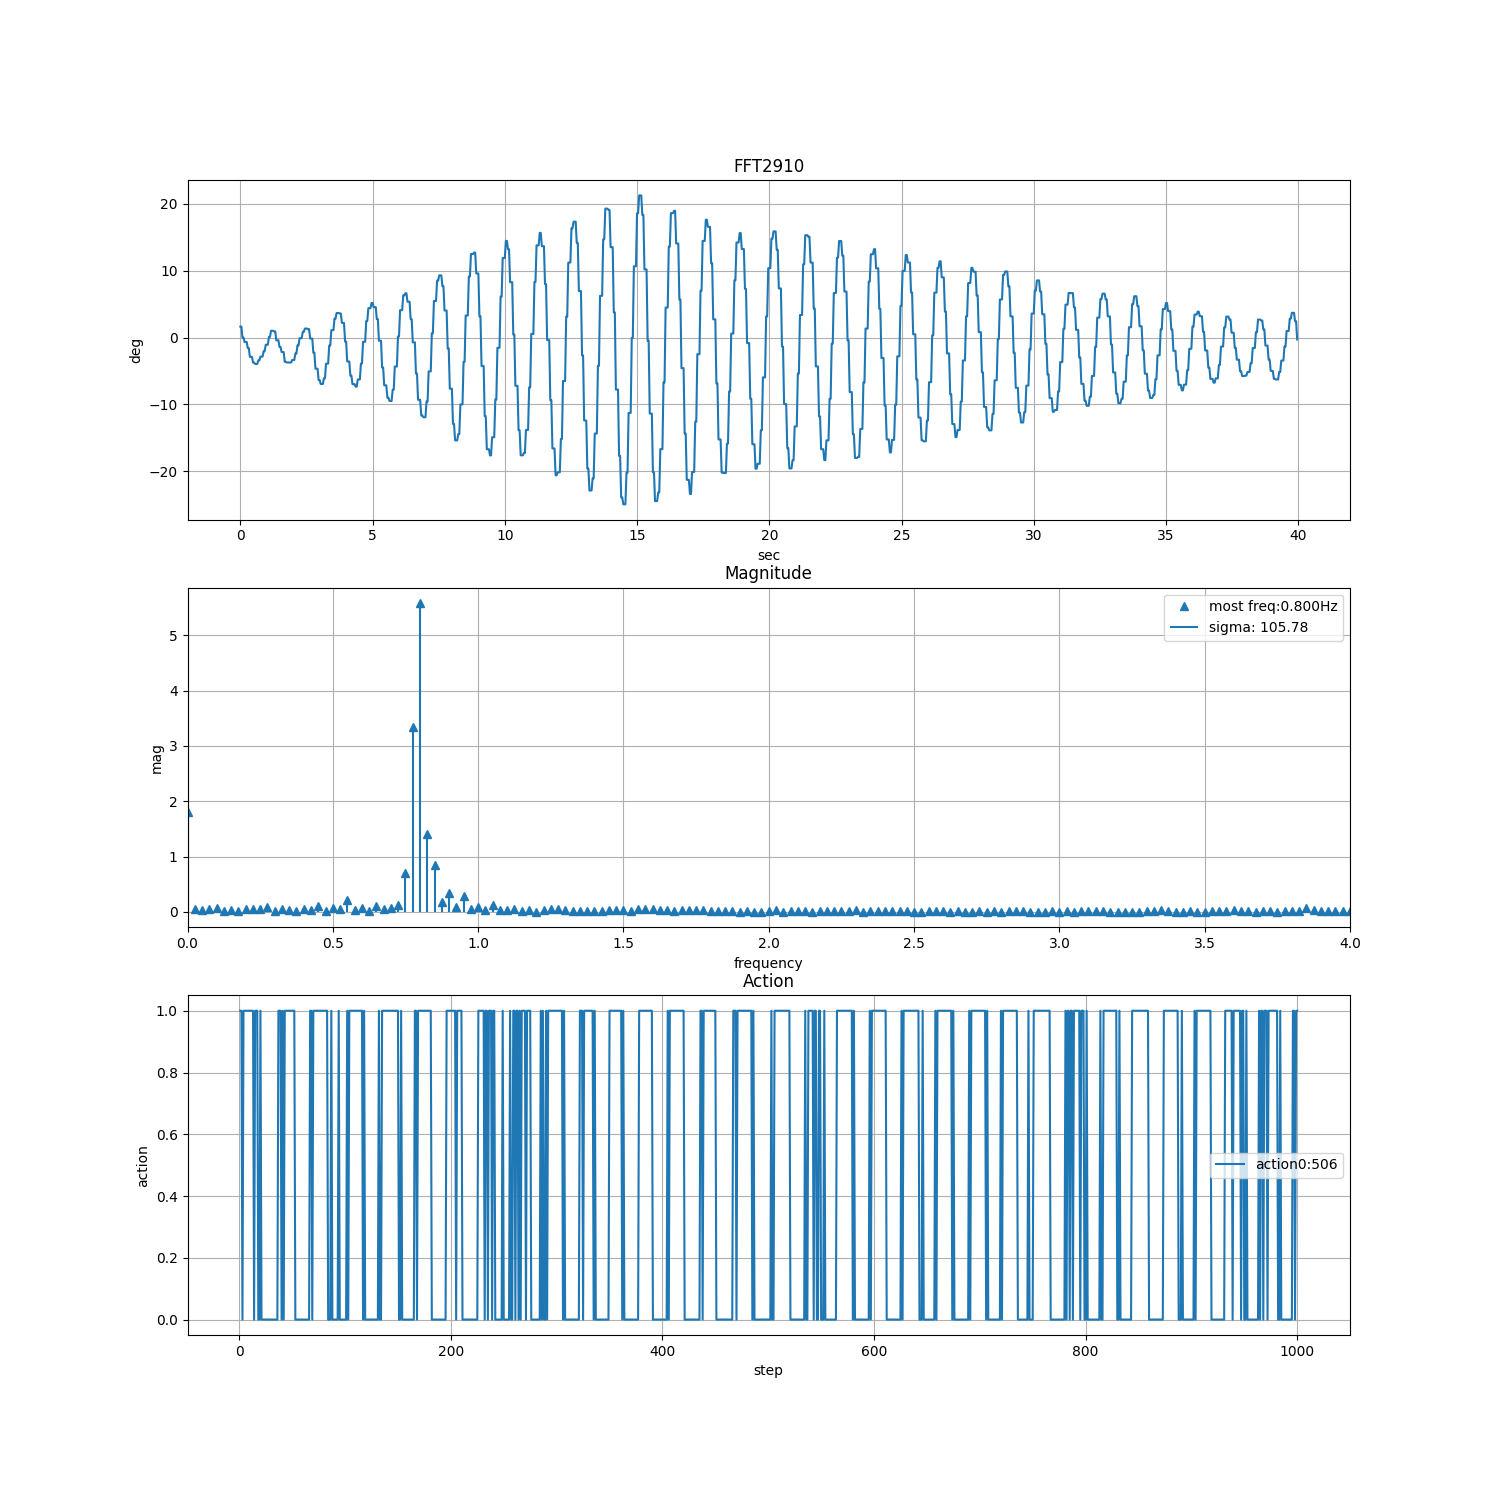 FFT2910
20
10
0
−10
−20
deg
0 5 10 15 20 25 30 35 40
sec
Magnitude
most freq:0.800Hz
sigma: 105.78
5
4
3
2
1
0
mag
0.0 0.5 1.0 1.5 2.0 2.5 3.0 3.5 4.0
frequency
Action
1.0
0.8
0.6
0.4
0.2
0.0
action
action0:506
0 200 400 600 800 1000
step